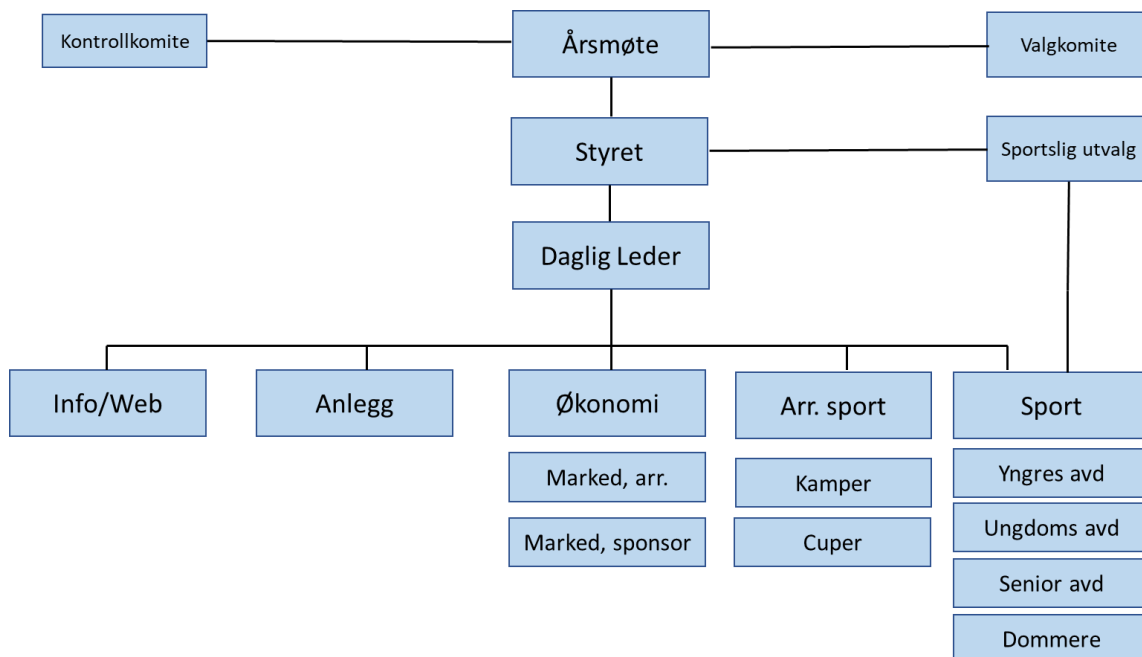 Kontrollkomite
Årsmøte
Valgkomite
Styret
Sportslig utvalg
Daglig Leder
Info/Web
Anlegg
Økonomi
Arr. sport
Sport
Marked, arr.
Kamper
Yngres avd
Marked, sponsor
Cuper
Ungdoms avd
Senior avd
Dommere